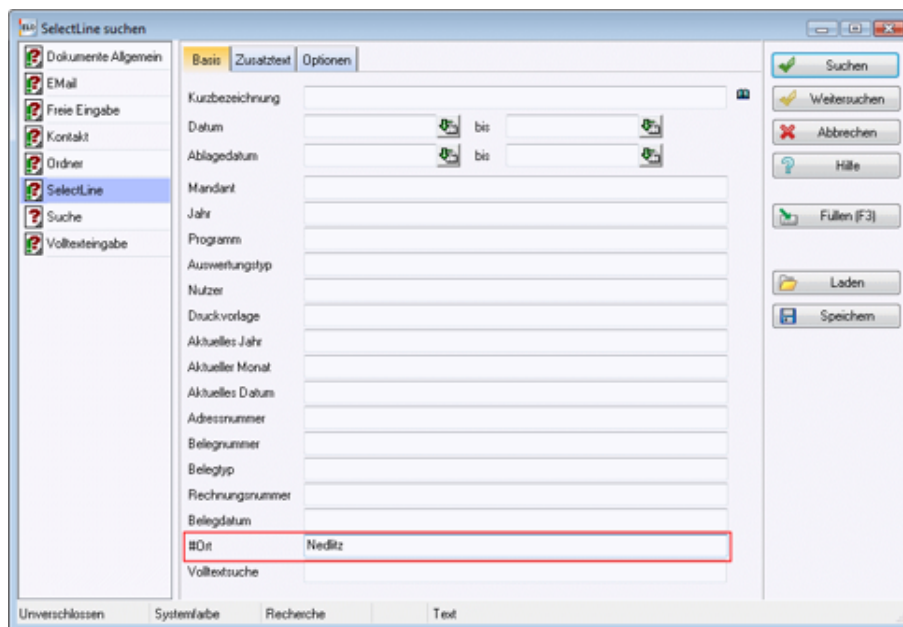 ELO SelectLine suchen
Dokumente Allgemein
EMail
Freie Eingabe
Kontakt
Ordner
SelectLine
Suche
Volltexteingabe
Basis Zusatztext Optionen
Kurzbezeichnung
Datum bis
Ablagedatum bis
Mandant
Jahr
Programm
Auswertungstyp
Nutzer
Druckvorlage
Aktuelles Jahr
Aktueller Monat
Aktuelles Datum
Adressnummer
Belegnummer
Belegtyp
Rechnungsnummer
Belegdatum
#Ort Nedlitz
Volltextsuche
Suchen
Weitersuchen
Abbrechen
Hilfe
Füllen (F3)
Laden
Speichern
Unverschlossen Systemfarbe Recherche Text